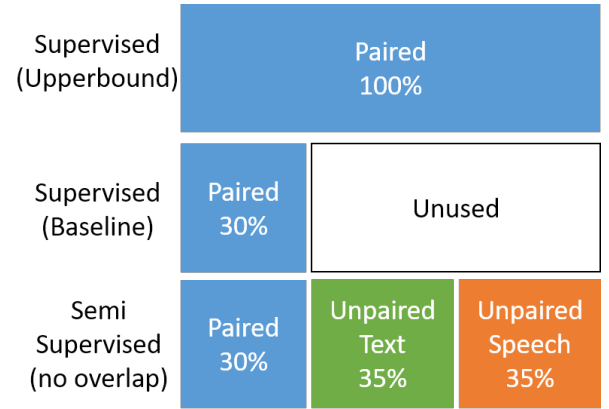 Supervised
(Upperbound)
Paired
100%
Supervised
(Baseline)
Paired
30%
Unused
Semi
Supervised
(no overlap)
Paired
30%
Unpaired
Text
35%
Unpaired
Speech
35%